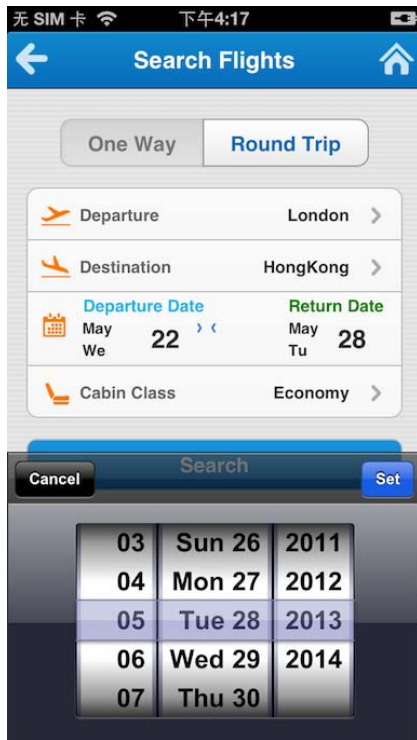 无 SIM 卡 下午4:17
Search Flights
One Way Round Trip
Departure London
Destination HongKong
Departure Date Return Date
May May
22 28
We Tu
Cabin Class Economy
Search
Cancel Set
03 Sun 26 2011
04 Mon 27 2012
05 Tue 28 2013
06 Wed 29 2014
07 Thu 30